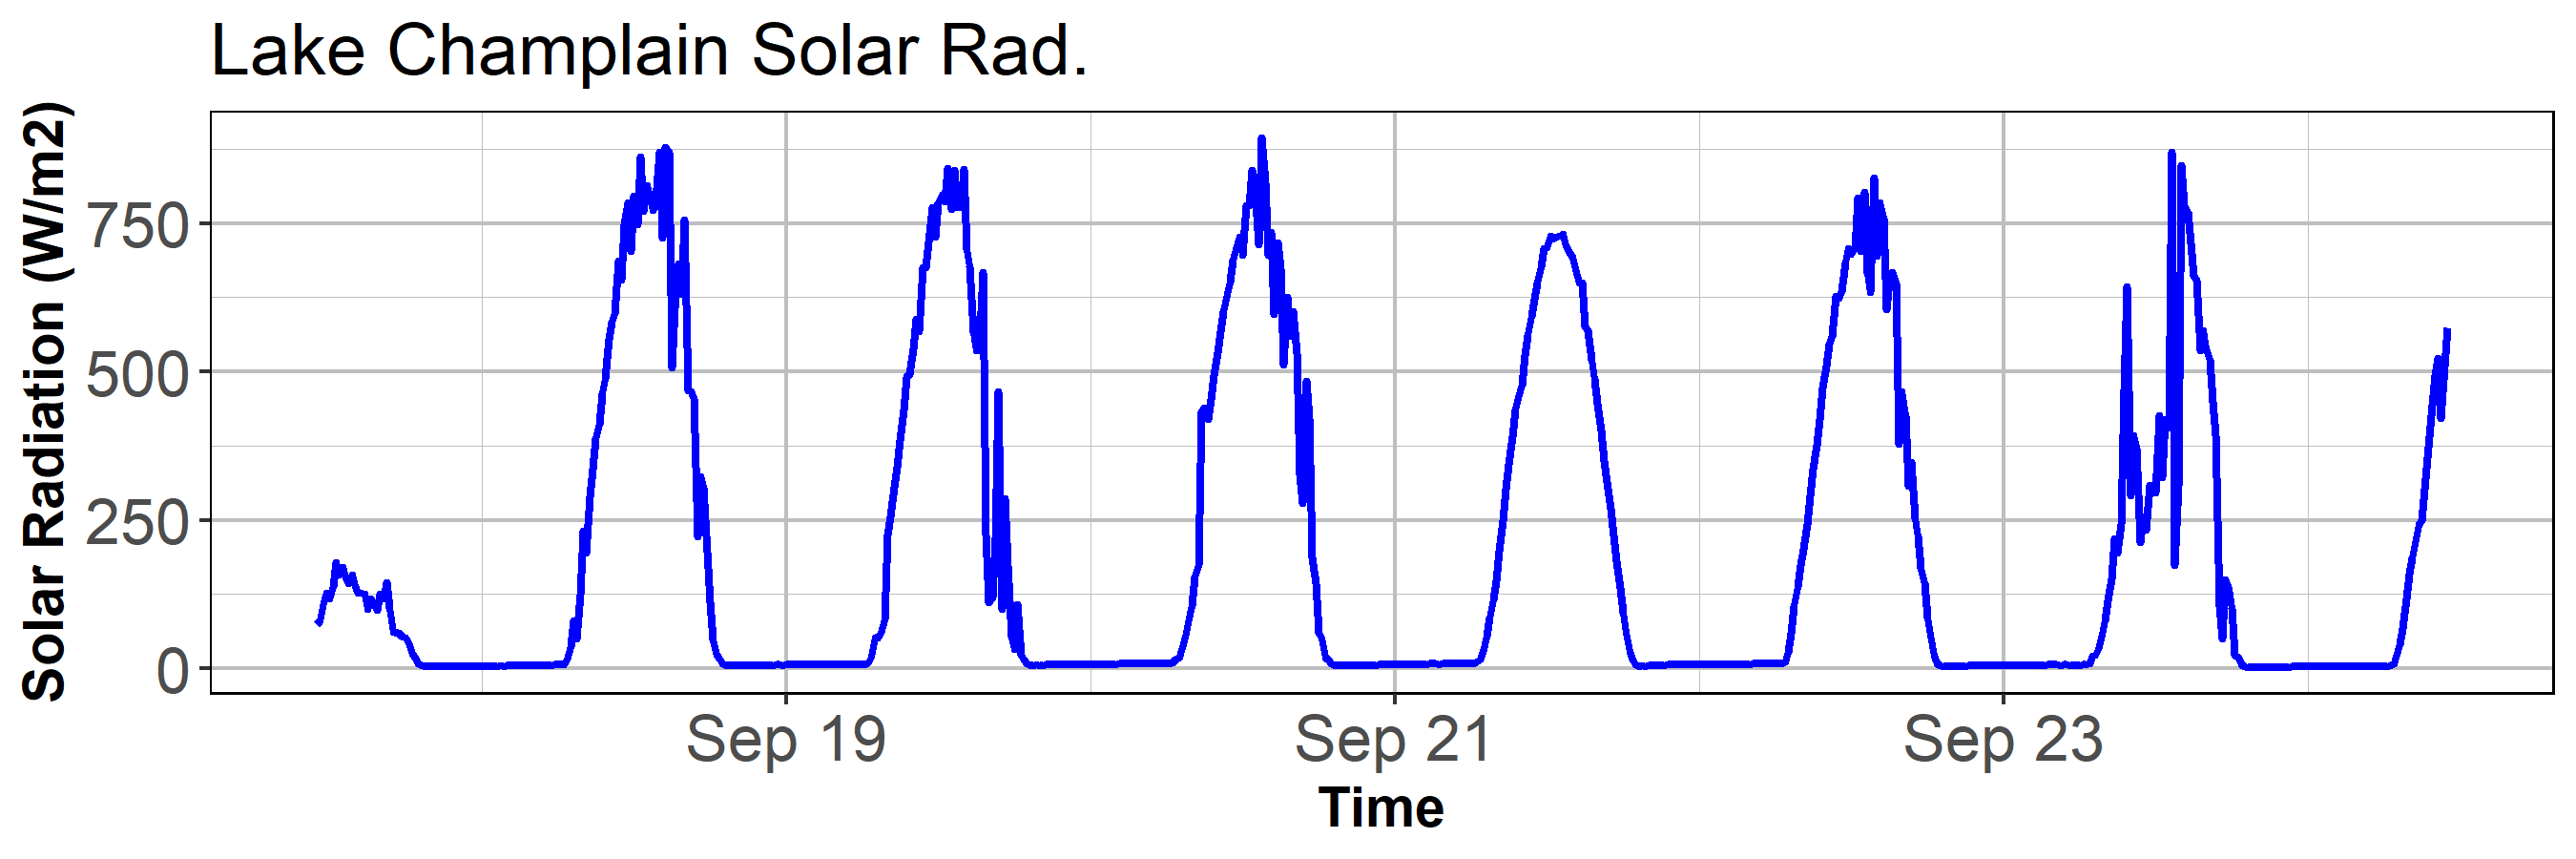 Lake Champlain Solar Rad.
Solar Radiation (W/m2)
750
500
250
0
Sep 19
Sep 21
Sep 23
Time